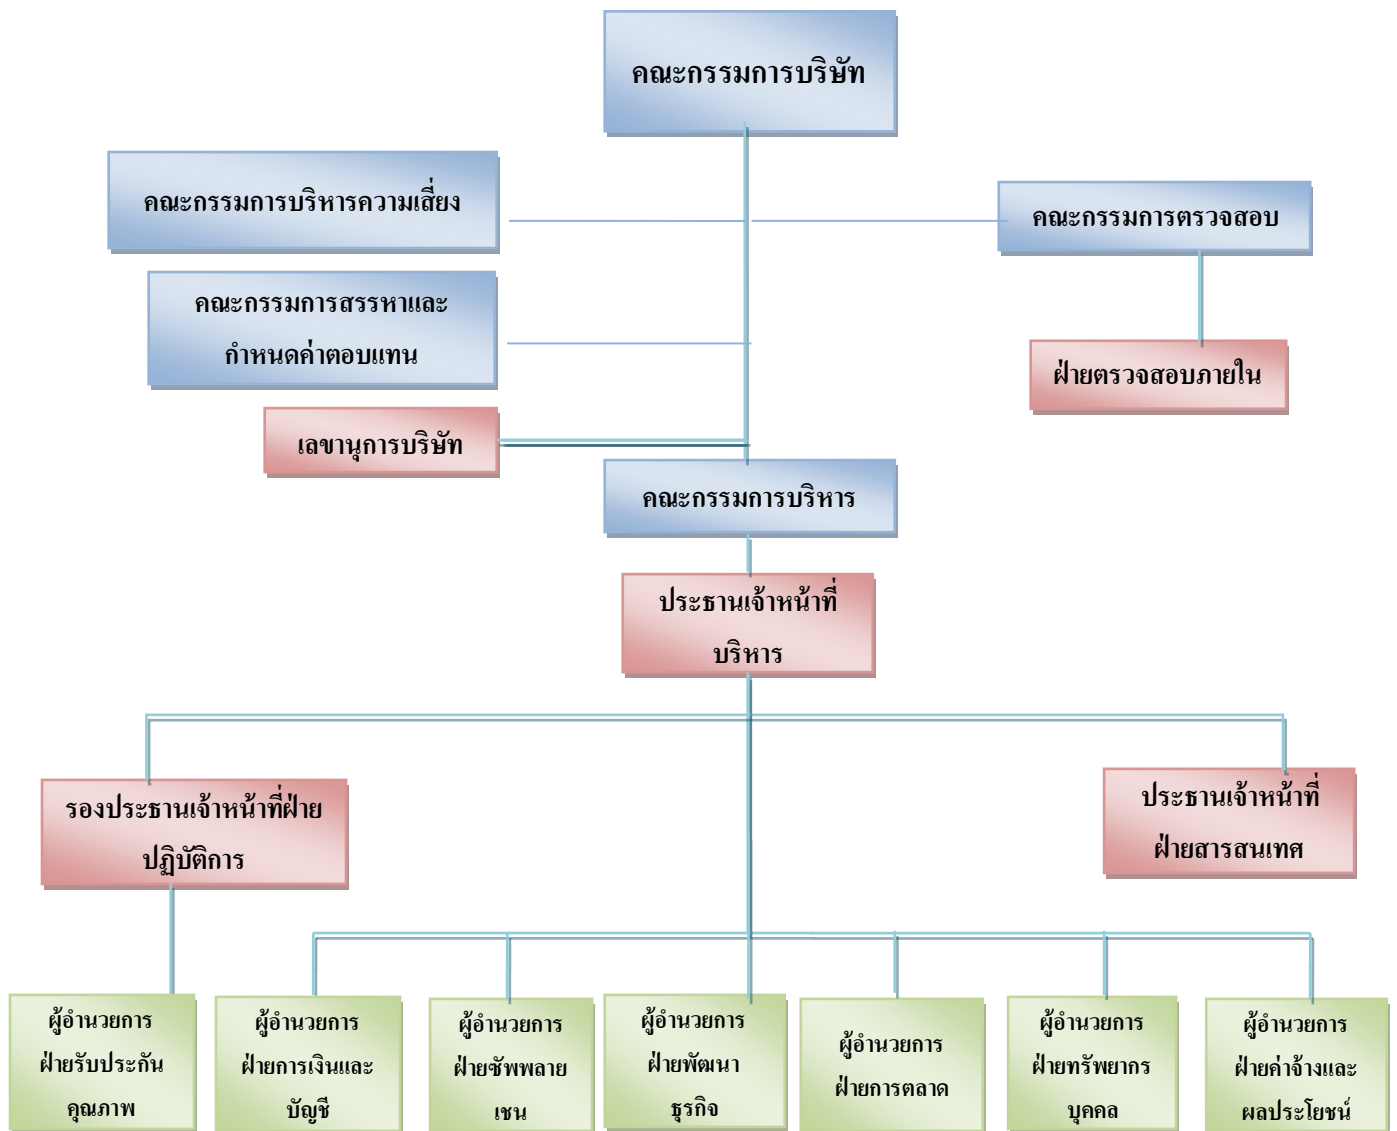 คณะกรรมการบริษัท
คณะกรรมการบริหารความเสี่ยง
คณะกรรมการตรวจสอบ
คณะกรรมการสรรหาและ
กำหนดค่าตอบแทน
ฝ่ายตรวจสอบภายใน
เลขานุการบริษัท
คณะกรรมการบริหาร
ประธานเจ้าหน้าที่
บริหาร
รองประธานเจ้าหน้าที่ฝ่าย
ปฏิบัติการ
ประธานเจ้าหน้าที่
ฝ่ายสารสนเทศ
ผู้อำนวยการ
ฝ่ายรับประกัน
คุณภาพ
ผู้อำนวยการ
ฝ่ายการเงินและ
บัญชี
ผู้อำนวยการ
ฝ่ายซัพพลาย
เชน
ผู้อำนวยการ
ฝ่ายพัฒนา
ธุรกิจ
ผู้อำนวยการ
ฝ่ายการตลาด
ผู้อำนวยการ
ฝ่ายทรัพยากร
บุคคล
ผู้อำนวยการ
ฝ่ายค่าจ้างและ
ผลประโยชน์